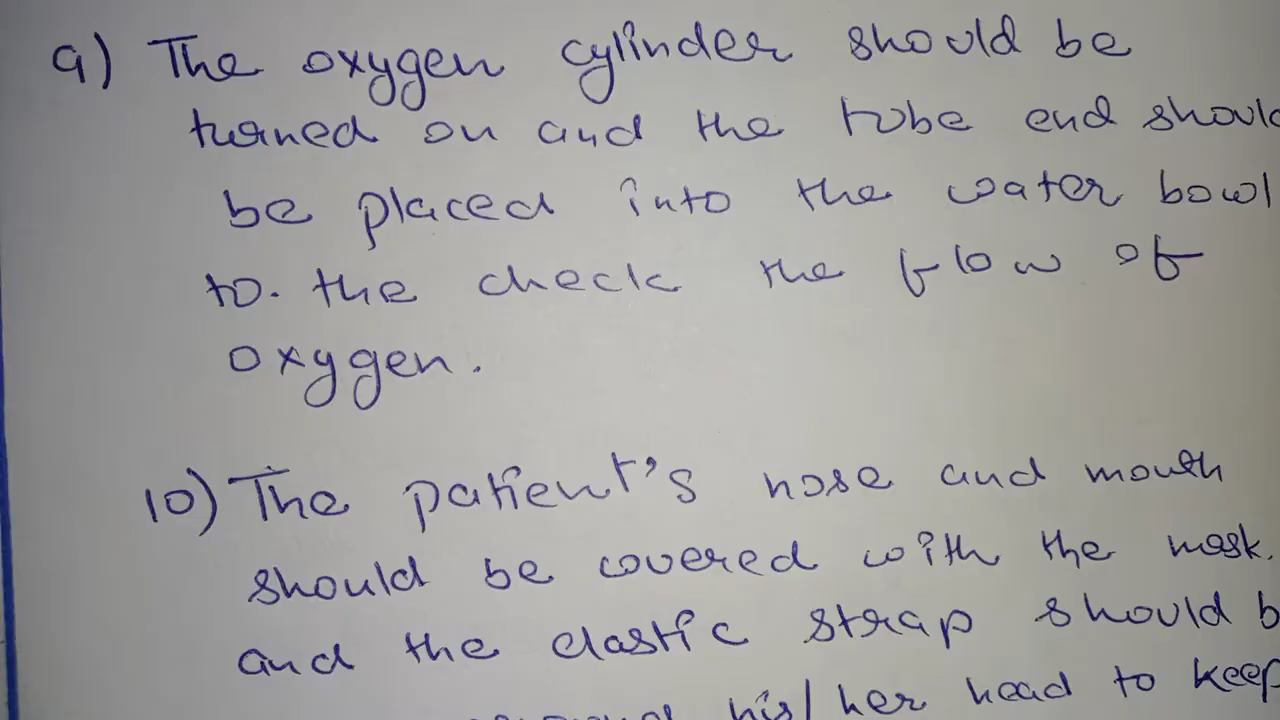 9) The oxygen cylinder should be
turned on and the tube end should
be placed into the water bowl
to. the check the flow of
oxygen.
10) The patient's nose and mouth
should be covered with the mask.
and the elastic strap should b
his/her head to keep